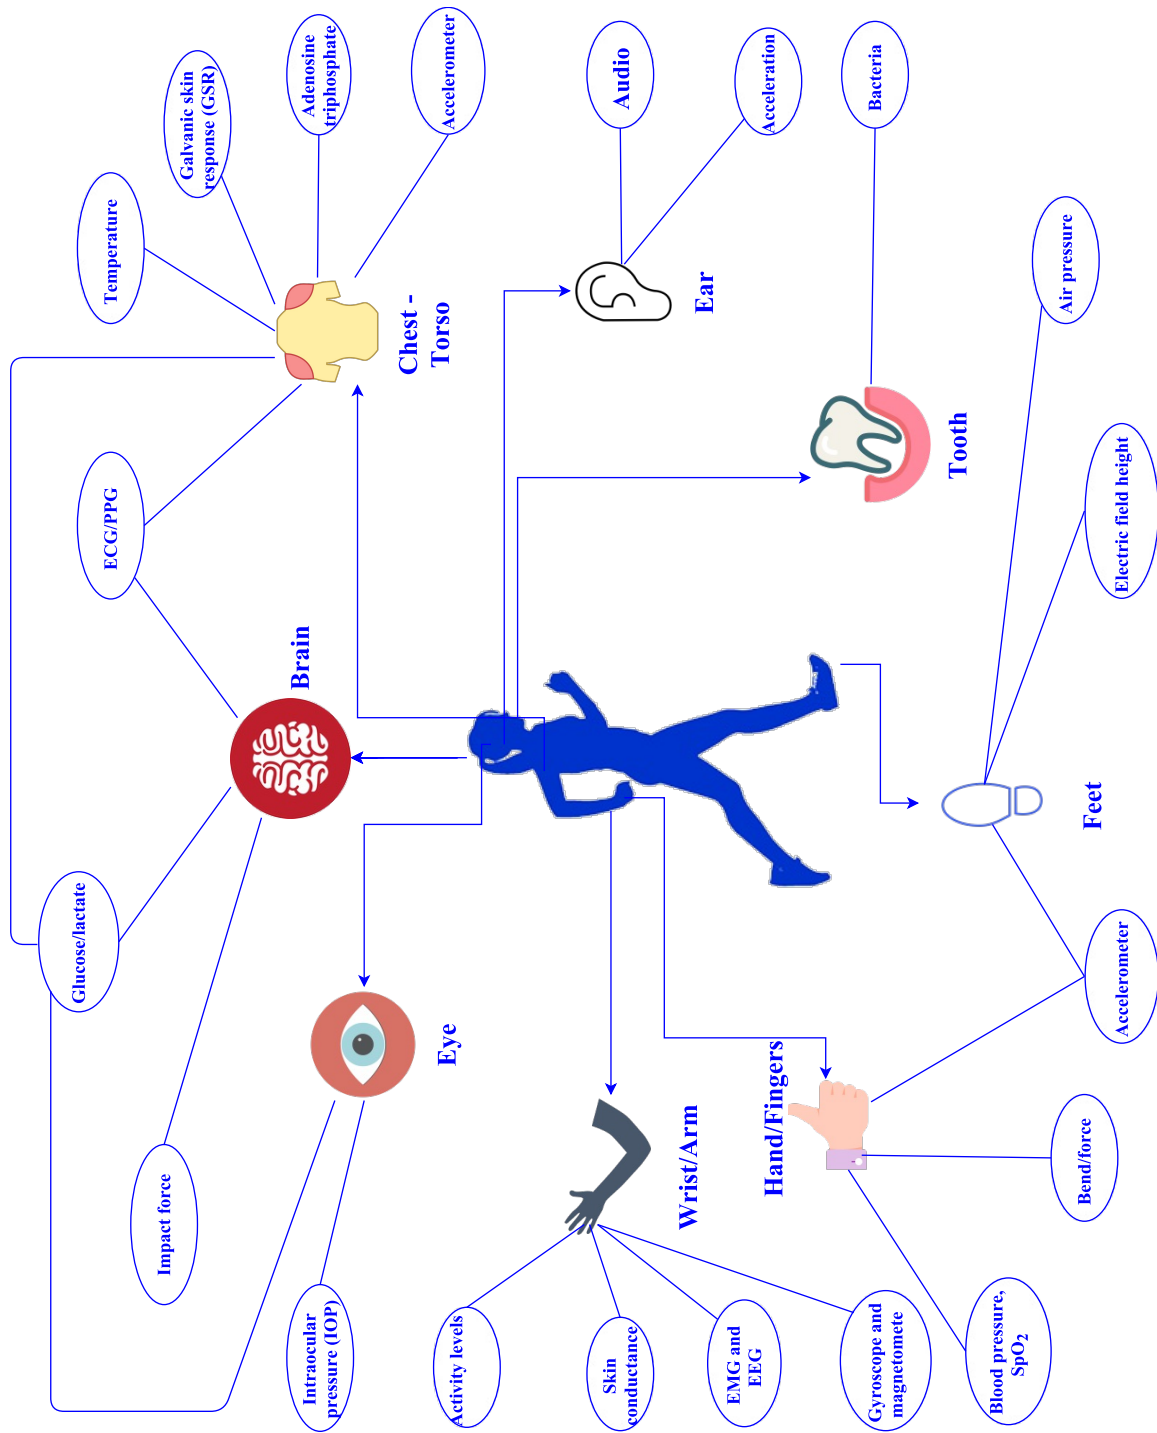 Glucose/lactate
ECG/PPG
Temperature
Impact force
Galvanic skin
response (GSR)
Brain
Intraocular
pressure (IOP)
Adenosine
triphosphate
Chest -
Torso
Eye
Accelerometer
Activity levels
Skin
conductance
Audio
Wrist/Arm
Ear
EMG and
EEG
Acceleration
Hand/Fingers
Gyroscope and
magnetomete
Bacteria
Tooth
Blood pressure,
SpO₂
Air pressure
Bend/force
Feet
Accelerometer
Electric field height